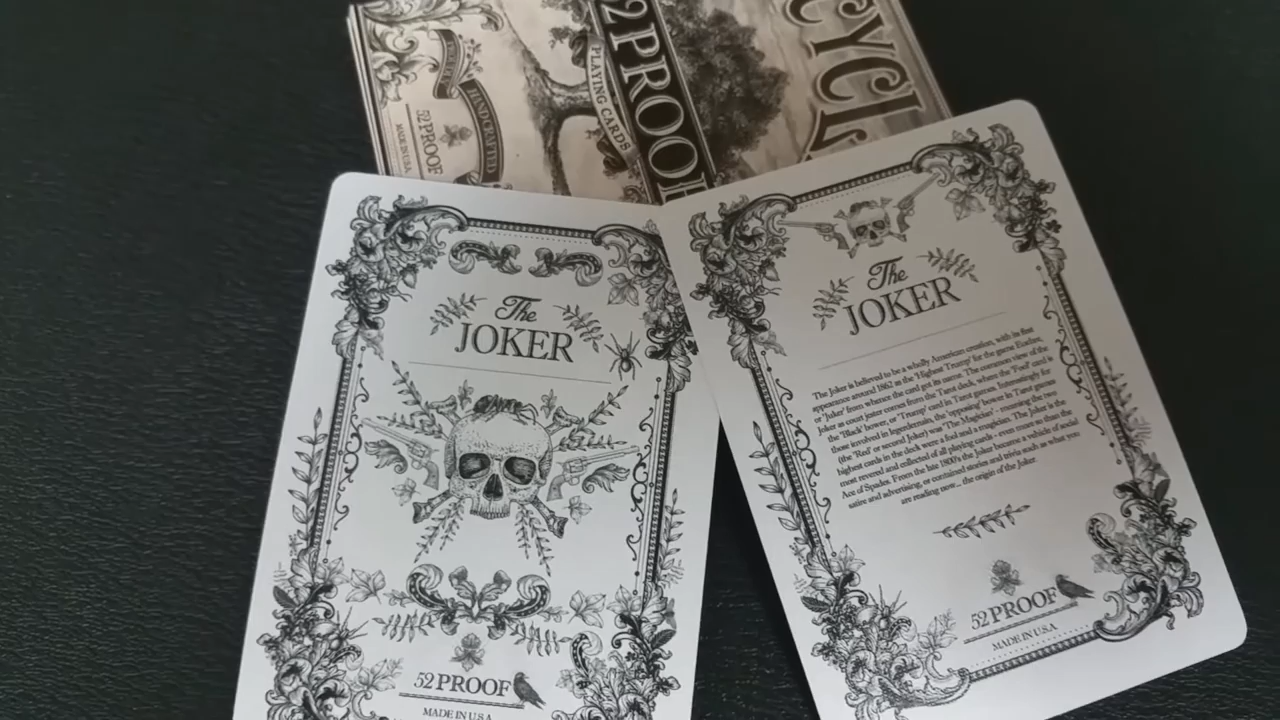 HANDCRAFTED
52PROOF
MADE IN U.S.A.
PLAYING CARDS
52 PROOF
The
JOKER
52 PROOF
MADE IN U.S.A.
The
JOKER
The Joker is believed to be a wholly American creation, with its first
appearance around 1862 as the 'Highest Trump' for the game Euchre,
or 'Juker' from whence the card got its name. The common view of the
Joker as court jester comes from the Tarot deck, where the 'Fool' card is
the 'Black' bower, or 'Trump' card in Tarot games. Interestingly for
those involved in legerdemain, the 'opposing' bower in Tarot games
(the 'Red' or second Joker) was 'The Magician' - meaning the two
highest cards in the deck were a fool and a magician. The Joker is the
most revered and collected of all playing cards - even more so than the
Ace of Spades. From the late 1800's the Joker became a vehicle of social
satire and advertising, or contained stories and trivia such as what you
are reading now... the origin of the Joker.
52 PROOF
MADE IN U.S.A.